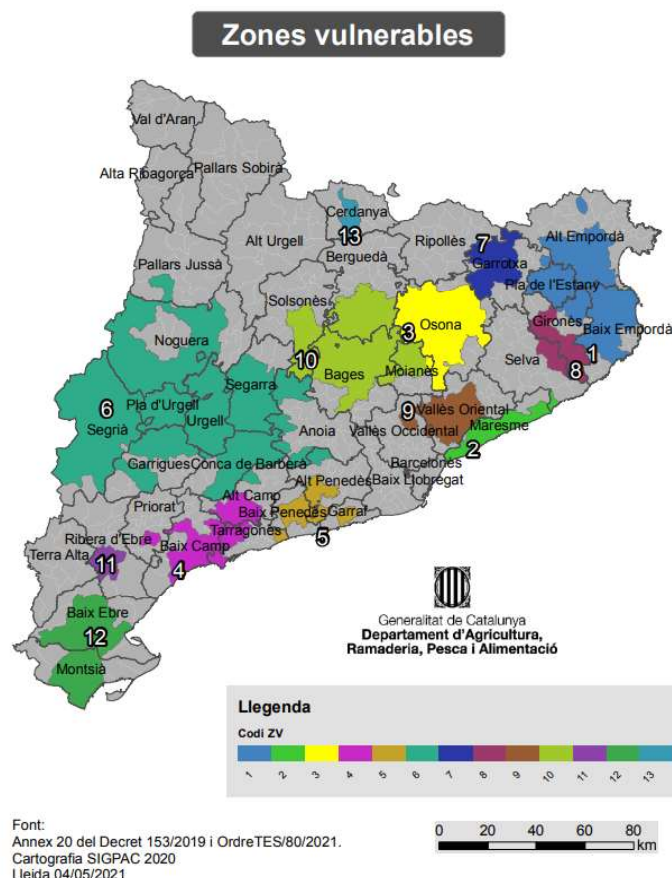 Zones vulnerables
Val d'Aran
Alta Ribagorça
Pallars Sobirà
Cerdanya
13
Alt Urgell
Ripollès
7
Alt Empordà
Garrotxa
Berguedà
Pallars Jussà
Pla de l'Estany
Solsonès
Osona
3
Gironès
Baix Empordà
Noguera
10
Bages
Moianès
Selva
1
8
Segarra
6
Pla d'Urgell
Urgell
Segrià
9
Vallès Oriental
Anoia
Vallès Occidental
Maresme
2
Garrigues
Conca de Barberà
Barcelonès
Alt Penedès
Baix Llobregat
Alt Camp
Priorat
Baix Penedès
Garraf
Ribera d'Ebre
Tarragonès
5
Terra Alta
Baix Camp
11
4
Baix Ebre
12
Montsià
Generalitat de Catalunya
Departament d'Agricultura,
Ramaderia, Pesca i Alimentació
Llegenda
Codi ZV
1 2 3 4 5 6 7 8 9 10 11 12 13
Font:
Annex 20 del Decret 153/2019 i OrdreTES/80/2021.
Cartografia SIGPAC 2020
Lleida 04/05/2021
0 20 40 60 80
km